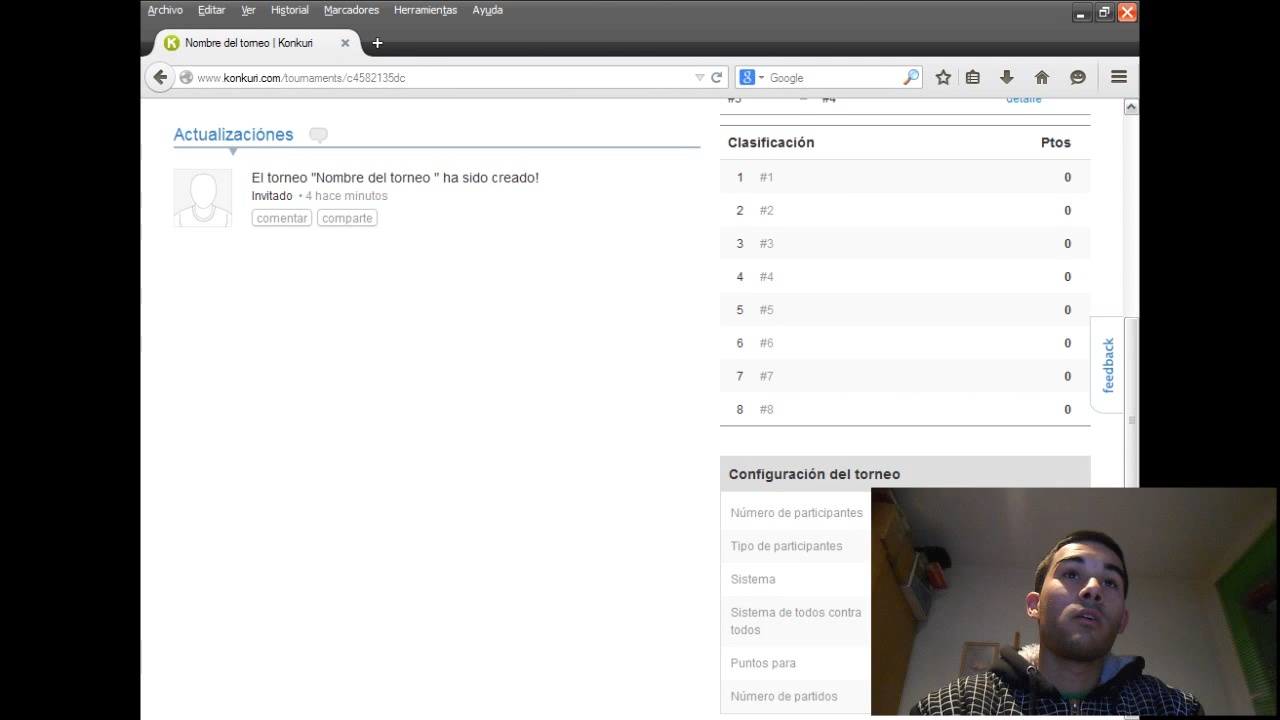 Archivo Editar Ver Historial Marcadores Herramientas Ayuda
Nombre del torneo | Konkuri
www.konkuri.com/tournaments/c4582135dc
Google
#3 – #4 detalle
Actualizaciónes
El torneo "Nombre del torneo " ha sido creado!
Invitado • 4 hace minutos
comentar comparte
Clasificación Ptos
1 #1 0
2 #2 0
3 #3 0
4 #4 0
5 #5 0
6 #6 0
7 #7 0
8 #8 0
feedback
Configuración del torneo
Número de participantes
Tipo de participantes
Sistema
Sistema de todos contra
todos
Puntos para
Número de partidos